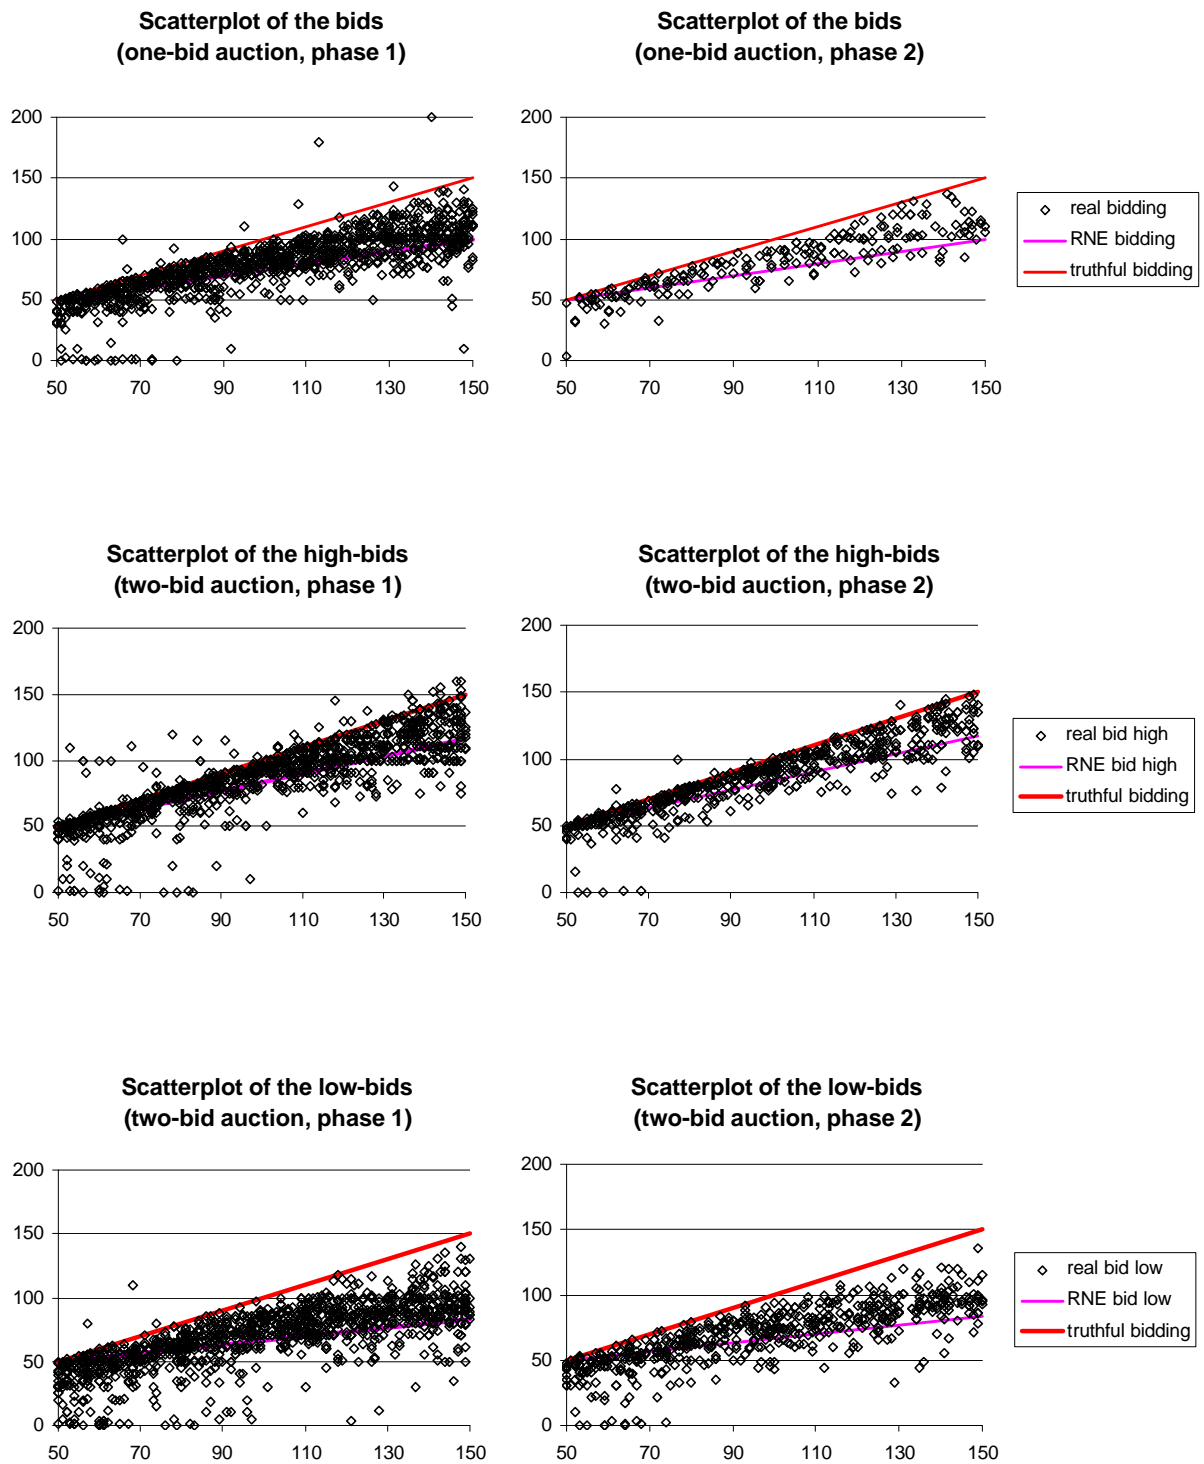 Scatterplot of the bids
(one-bid auction, phase 1)
Scatterplot of the bids
(one-bid auction, phase 2)
200
150
100
50
0
50 70 90 110 130 150
200
150
100
50
0
50 70 90 110 130 150
real bidding
RNE bidding
truthful bidding
Scatterplot of the high-bids
(two-bid auction, phase 1)
Scatterplot of the high-bids
(two-bid auction, phase 2)
200
150
100
50
0
50 70 90 110 130 150
200
150
100
50
0
50 70 90 110 130 150
real bid high
RNE bid high
truthful bidding
Scatterplot of the low-bids
(two-bid auction, phase 1)
Scatterplot of the low-bids
(two-bid auction, phase 2)
200
150
100
50
0
50 70 90 110 130 150
200
150
100
50
0
50 70 90 110 130 150
real bid low
RNE bid low
truthful bidding